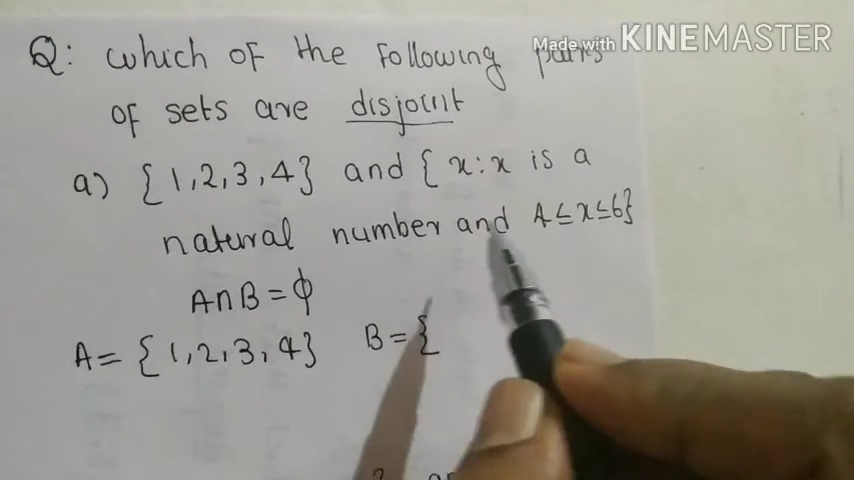 Made with KINEMASTER
Q: which of the following pairs
of sets are disjoint
a) {1,2,3,4} and {x:x is a
natural number and 4≤x≤6}
A∩B=ϕ
A= {1,2,3,4} B={